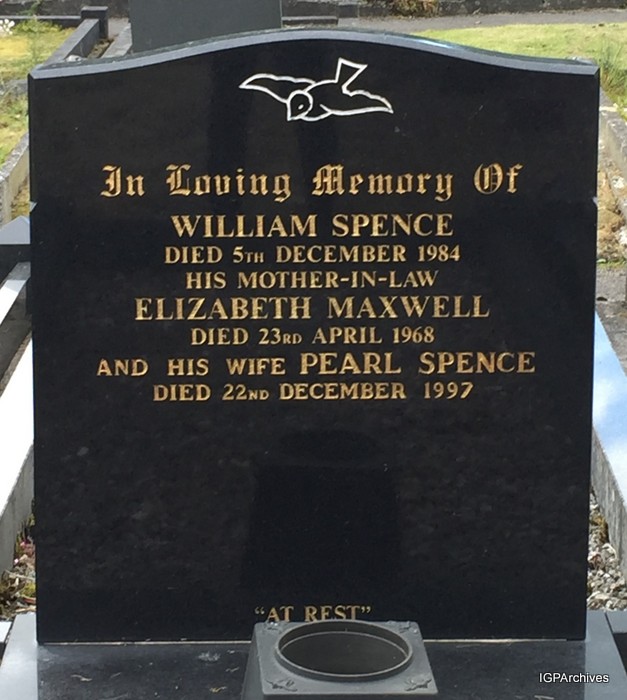 In Loving Memory Of
WILLIAM SPENCE
DIED 5TH DECEMBER 1984
HIS MOTHER-IN-LAW
ELIZABETH MAXWELL
DIED 23RD APRIL 1968
AND HIS WIFE PEARL SPENCE
DIED 22ND DECEMBER 1997
“AT REST”
IGPArchives